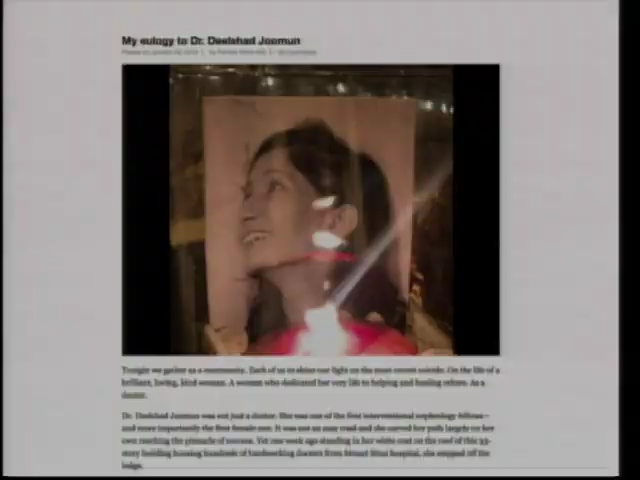 My eulogy to Dr. Deelshad Joomun
Tonight we gather as a community. Each of us to shine our light on the most recent suicide. On the life of a
brilliant, loving, kind woman. A woman who dedicated her very life to helping and healing others. As a
doctor.
Dr. Deelshad Joomun was not just a doctor. She was one of the first interventional nephrology fellows–
and more importantly the first female one. It was not an easy road and she carved her path largely on her
own reaching the pinnacle of success. Yet one week ago standing in her white coat on the roof of this 33-
story building housing hundreds of hardworking doctors from Mount Sinai hospital, she stepped off the
ledge.